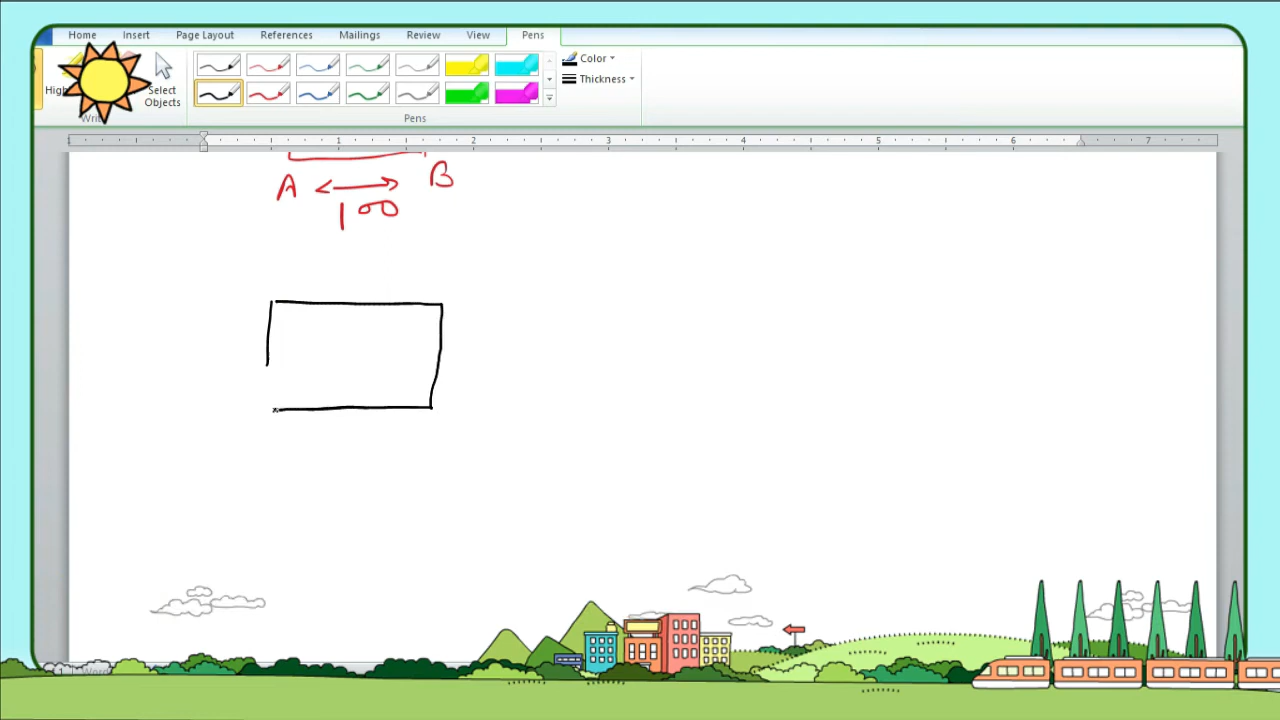 Home Insert Page Layout References Mailings Review View Pens
Color
High
Select Objects
Thickness
Pens
1 2 3 4 5 6 7
A B
100